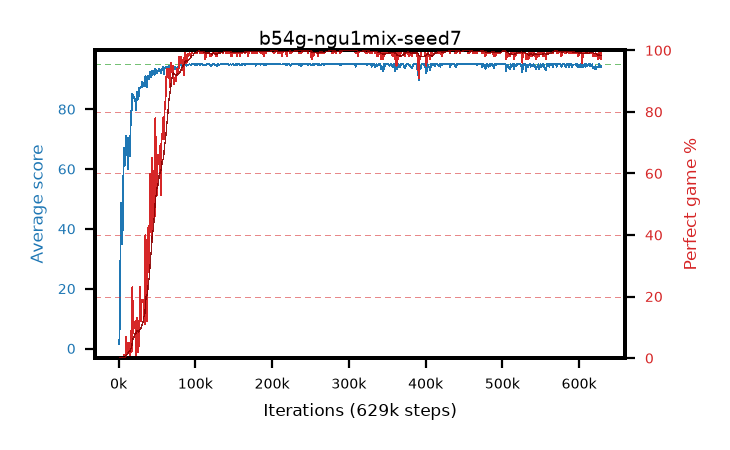 b54g-ngu1mix-seed7
100
80
80
60
60
40
40
20
20
0
0
Average score
Perfect game %
0k 100k 200k 300k 400k 500k 600k
Iterations (629k steps)